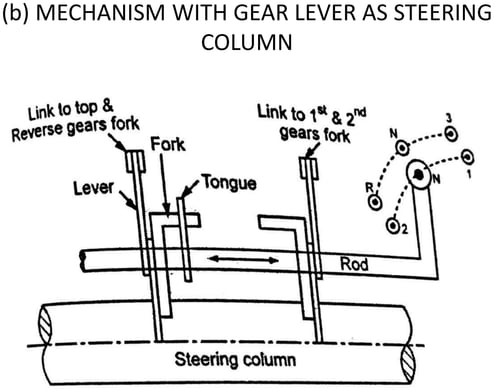 (b) MECHANISM WITH GEAR LEVER AS STEERING
COLUMN
Link to top &
Reverse gears fork
Fork
Lever
Tongue
Link to 1st & 2nd
gears fork
3
N
N
1
R
2
Rod
Steering column